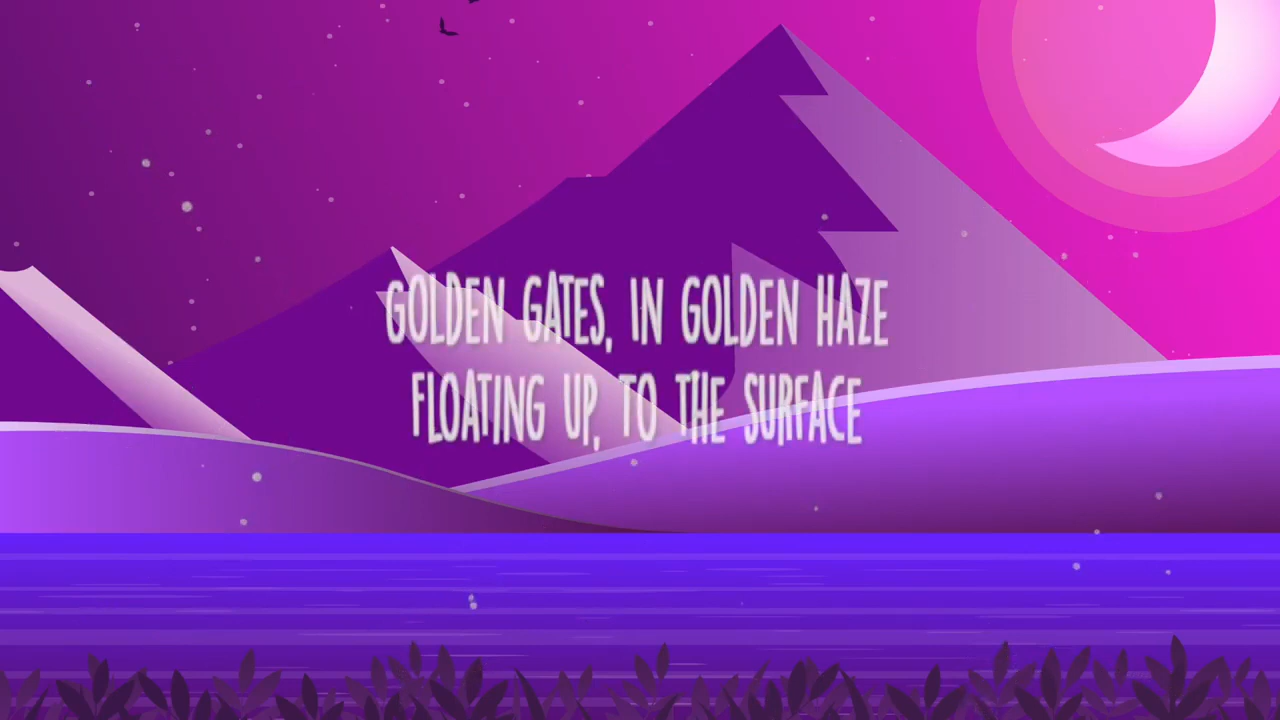 GOLDEN GATES, IN GOLDEN HAZE
FLOATING UP, TO THE SURFACE